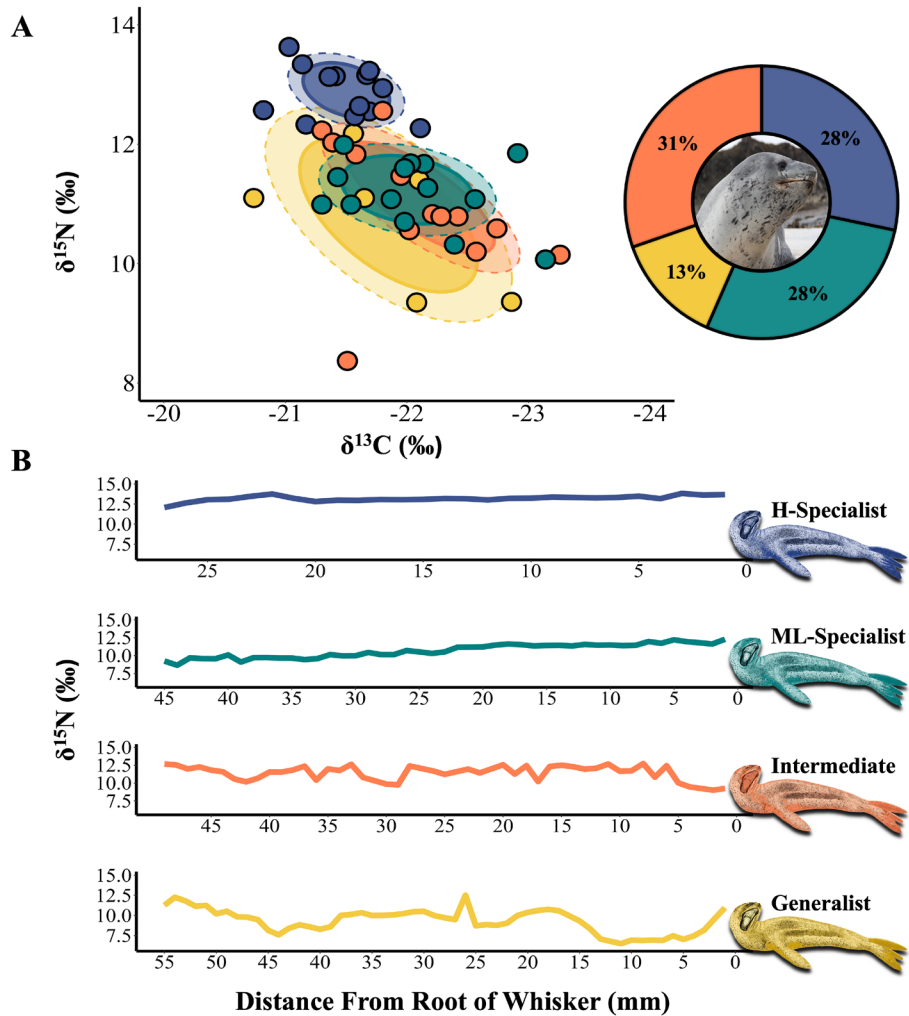 A
14
12
10
8
δ15N (‰)
-20 -21 -22 -23 -24
δ13C (‰)
31% 28%
13% 28%
B
δ15N (‰)
15.0
12.5
10.0
7.5
25 20 15 10 5 0
H-Specialist
15.0
12.5
10.0
7.5
45 40 35 30 25 20 15 10 5 0
ML-Specialist
15.0
12.5
10.0
7.5
45 40 35 30 25 20 15 10 5 0
Intermediate
15.0
12.5
10.0
7.5
55 50 45 40 35 30 25 20 15 10 5 0
Generalist
Distance From Root of Whisker (mm)